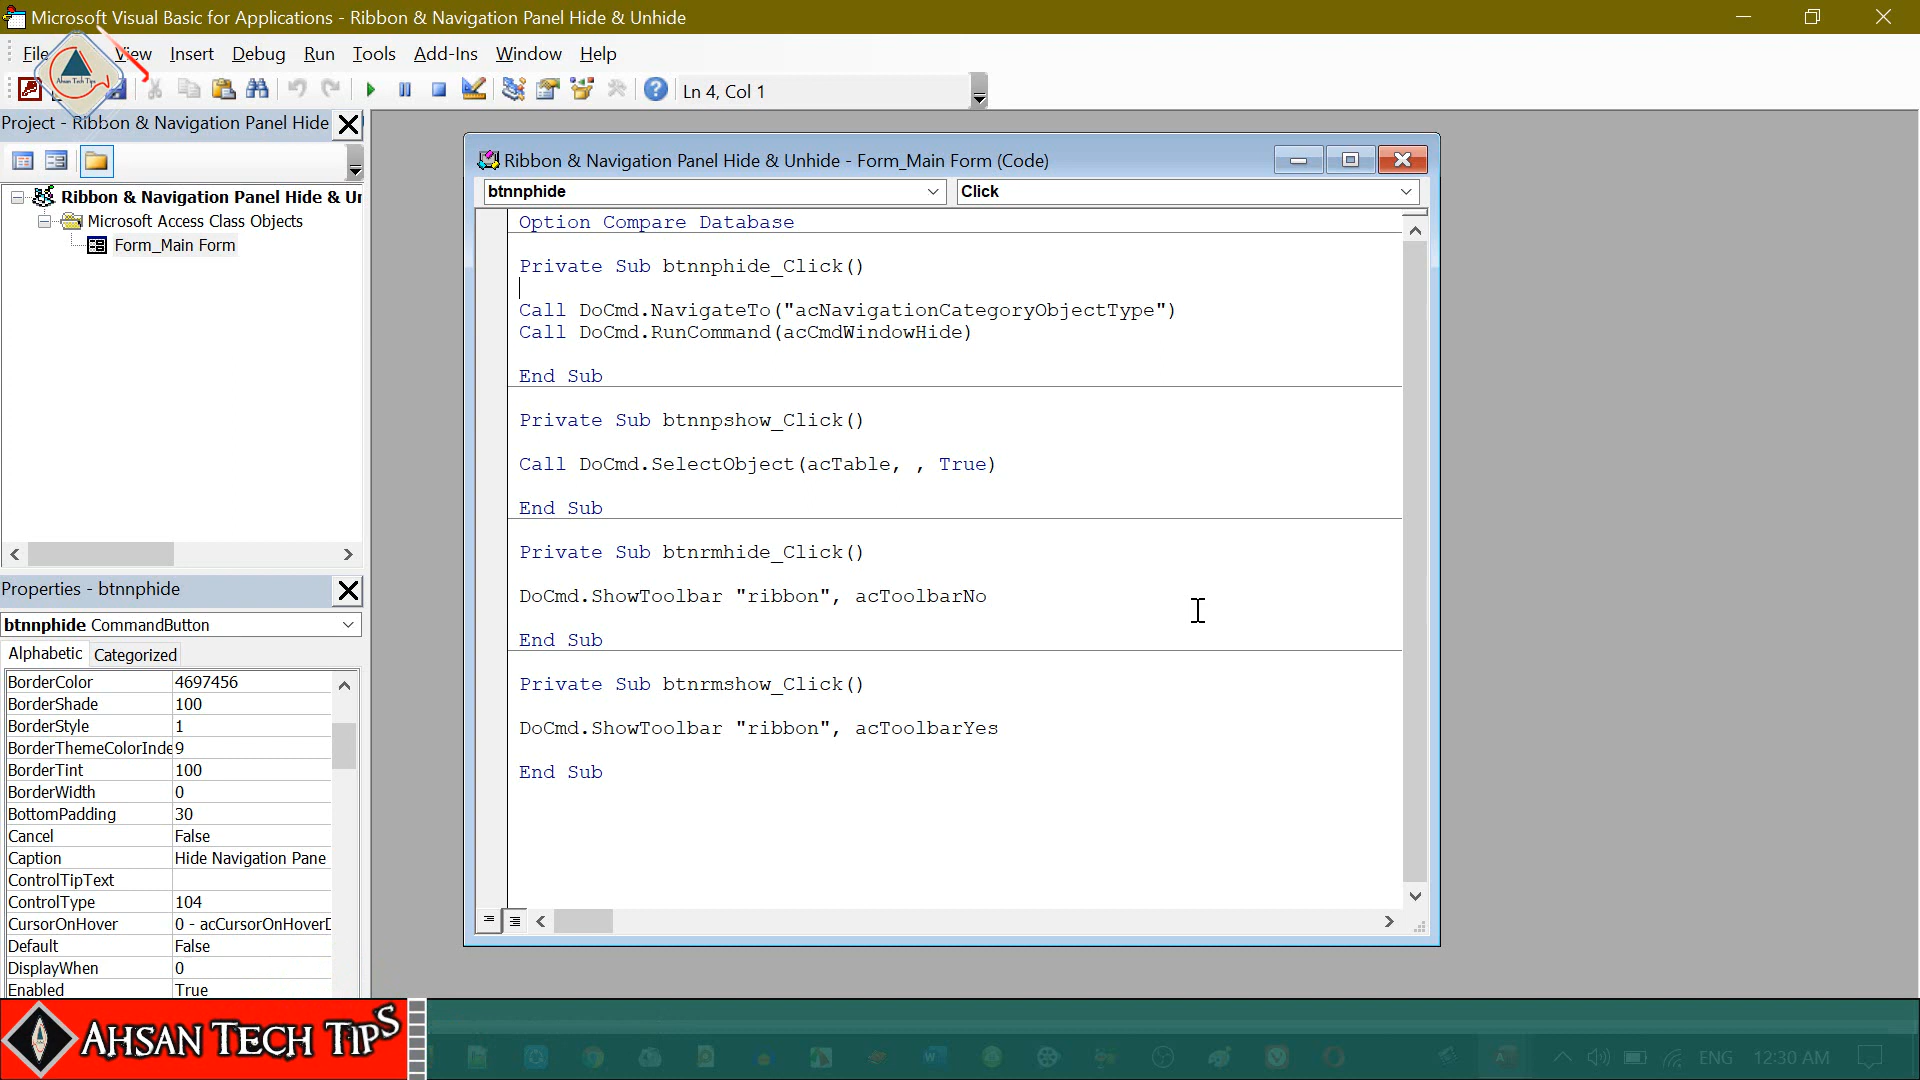 Microsoft Visual Basic for Applications - Ribbon & Navigation Panel Hide & Unhide
File View Insert Debug Run Tools Add-Ins Window Help
Ahsan Tech Tips
Ln 4, Col 1
Project - Ribbon & Navigation Panel Hide
Ribbon & Navigation Panel Hide & Ur
Microsoft Access Class Objects
Form_Main Form
Properties - btnnphide
btnnphide CommandButton
Alphabetic Categorized
BorderColor 4697456
BorderShade 100
BorderStyle 1
BorderThemeColorInde 9
BorderTint 100
BorderWidth 0
BottomPadding 30
Cancel False
Caption Hide Navigation Pane
ControlTipText
ControlType 104
CursorOnHover 0 - acCursorOnHoverD
Default False
DisplayWhen 0
Enabled True
Ribbon & Navigation Panel Hide & Unhide - Form_Main Form (Code)
btnnphide Click
Option Compare Database
Private Sub btnnphide_Click()
Call DoCmd.NavigateTo("acNavigationCategoryObjectType")
Call DoCmd.RunCommand(acCmdWindowHide)
End Sub
Private Sub btnnpshow_Click()
Call DoCmd.SelectObject(acTable, , True)
End Sub
Private Sub btnrmhide_Click()
DoCmd.ShowToolbar "ribbon", acToolbarNo
End Sub
Private Sub btnrmshow_Click()
DoCmd.ShowToolbar "ribbon", acToolbarYes
End Sub
AHSAN TECH TIPS
ENG 12:30 AM